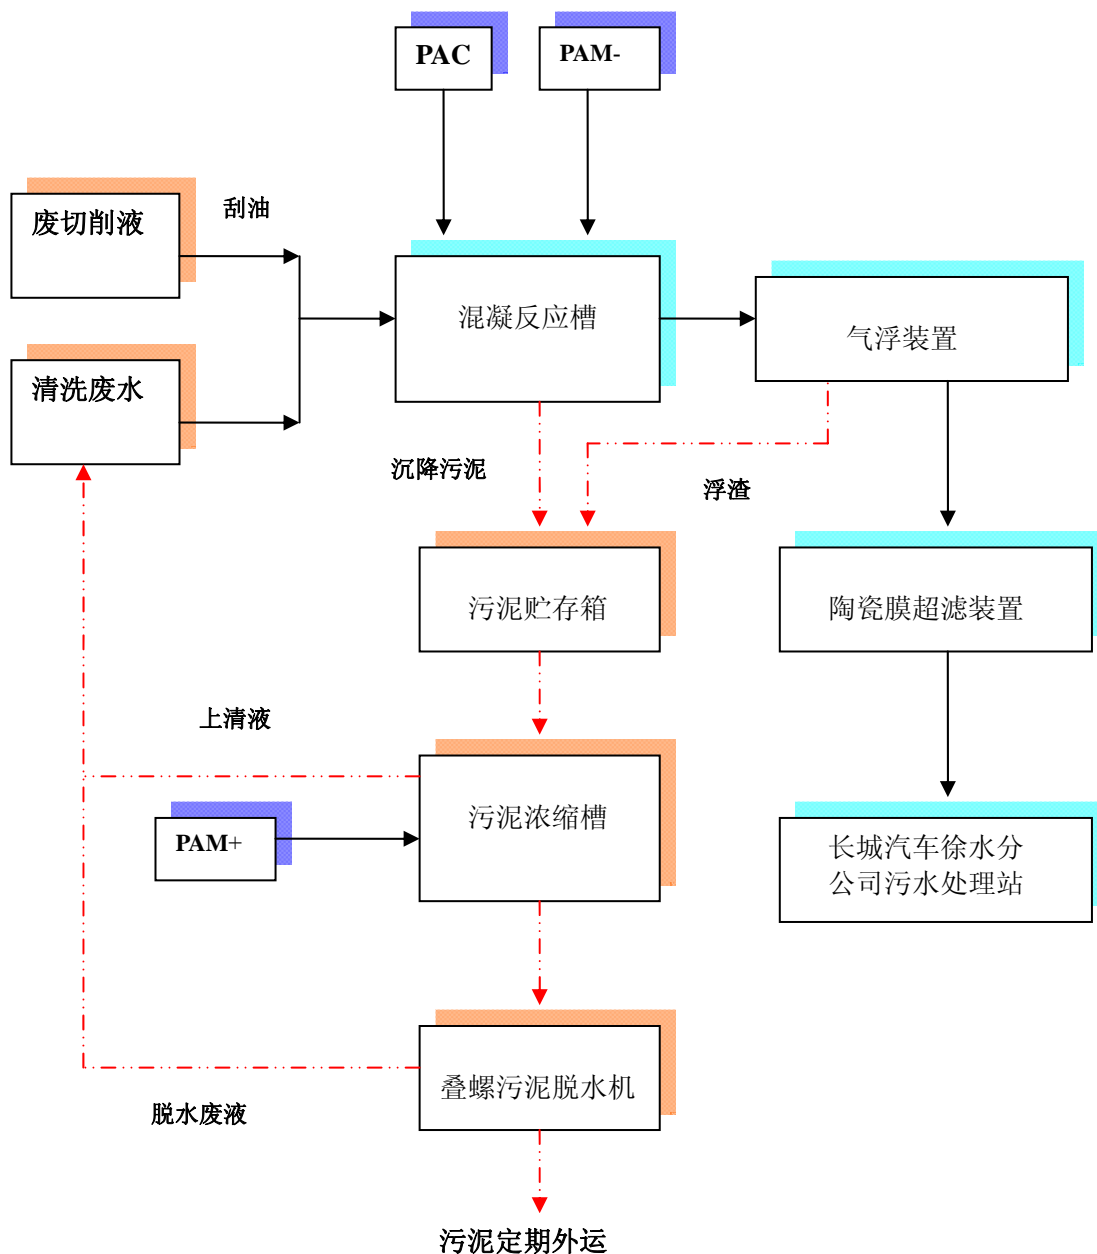 PAC
PAM-
废切削液
刮油
混凝反应槽
气浮装置
清洗废水
沉降污泥
浮渣
污泥贮存箱
陶瓷膜超滤装置
上清液
污泥浓缩槽
PAM+
长城汽车徐水分
公司污水处理站
叠螺污泥脱水机
脱水废液
污泥定期外运